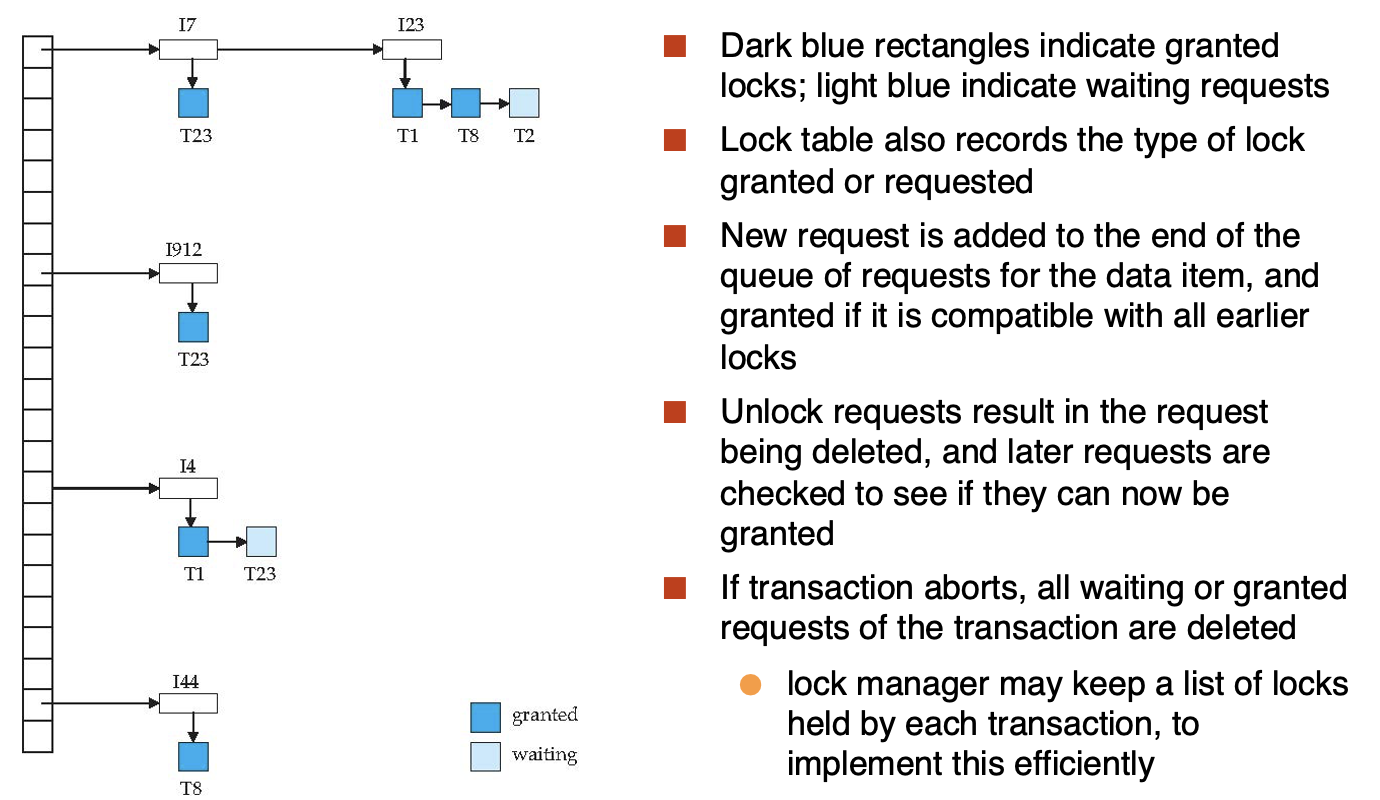 I7
I23
T23
T1
T8
T2
I912
T23
I4
T1
T23
I44
T8
granted
waiting
Dark blue rectangles indicate granted
locks; light blue indicate waiting requests
Lock table also records the type of lock
granted or requested
New request is added to the end of the
queue of requests for the data item, and
granted if it is compatible with all earlier
locks
Unlock requests result in the request
being deleted, and later requests are
checked to see if they can now be
granted
If transaction aborts, all waiting or granted
requests of the transaction are deleted
lock manager may keep a list of locks
held by each transaction, to
implement this efficiently